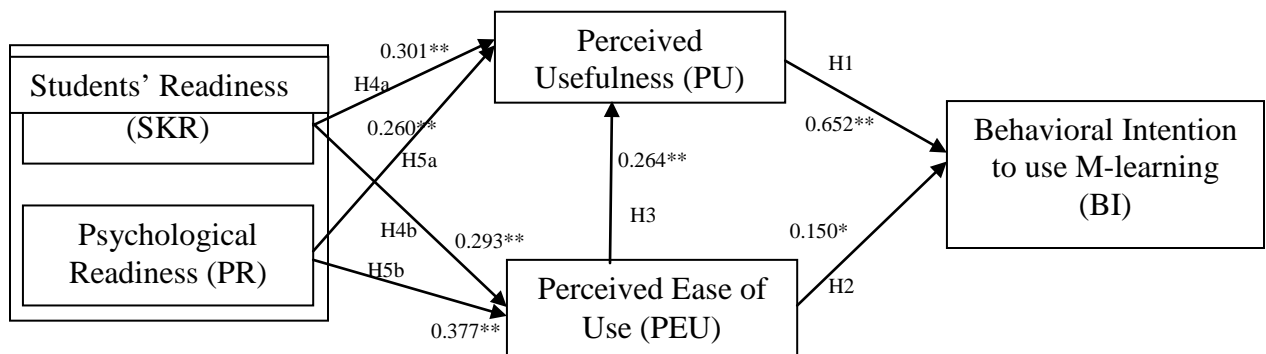 Students' Readiness
(SKR)
Psychological
Readiness (PR)
0.301**
H4a
0.260**
H5a
H4b
0.293**
H5b
0.377**
Perceived
Usefulness (PU)
0.264**
H3
Perceived Ease of
Use (PEU)
H1
0.652**
0.150*
H2
Behavioral Intention
to use M-learning
(BI)